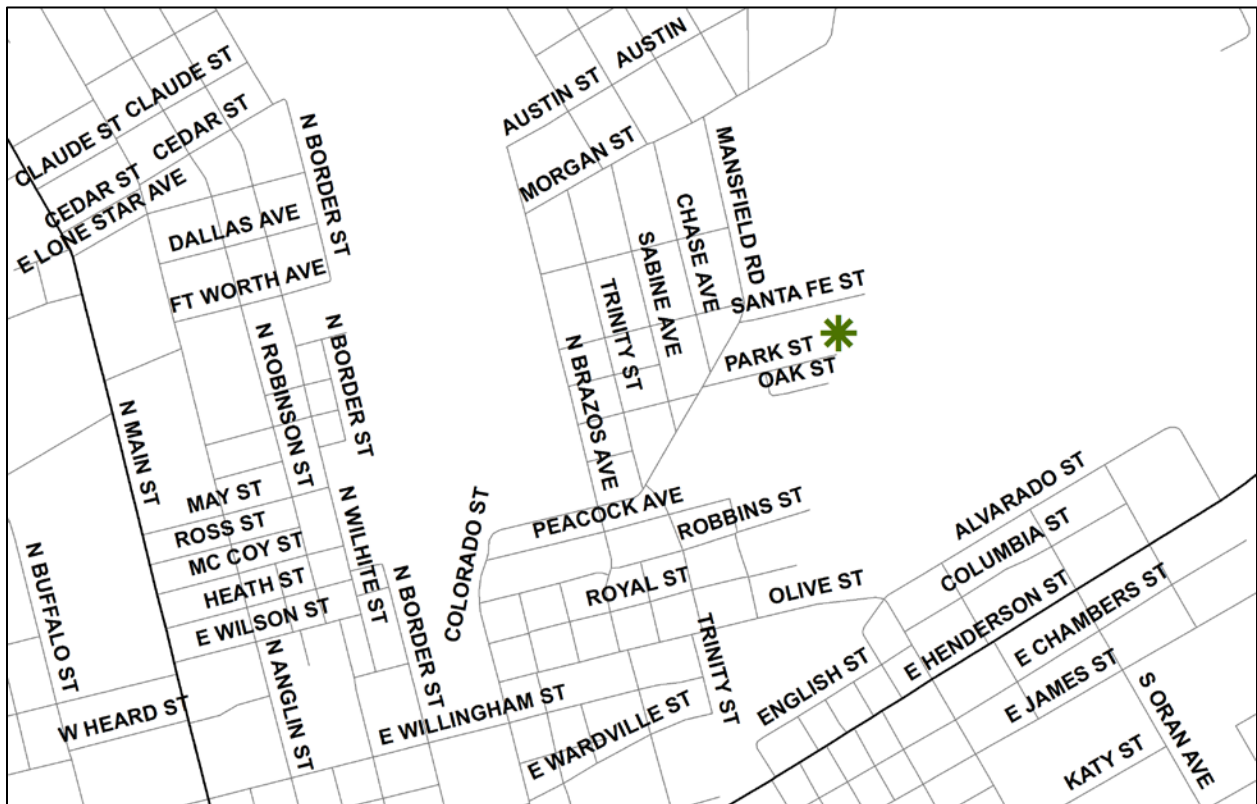 CLAUDE ST
CLAUDE ST
AUSTIN
AUSTIN ST
CEDAR ST
CEDAR ST
E LONE STAR AVE
N BORDER ST
MORGAN ST
MANSFIELD RD
DALLAS AVE
FT WORTH AVE
CHASE AVE
SABINE AVE
TRINITY ST
SANTA FE ST
PARK ST
OAK ST
N BRAZOS AVE
N ROBINSON ST
N BORDER ST
N MAIN ST
MAY ST
ROSS ST
MC COY ST
HEATH ST
E WILSON ST
N WILHITE ST
COLORADO ST
PEACOCK AVE
ROBBINS ST
ALVARADO ST
COLUMBIA ST
N BUFFALO ST
N BORDER ST
ROYAL ST
OLIVE ST
E HENDERSON ST
E CHAMBERS ST
TRINITY ST
N ANGLIN ST
W HEARD ST
E WILLINGHAM ST
ENGLISH ST
E JAMES ST
S ORAN AVE
E WARDVILLE ST
KATY ST